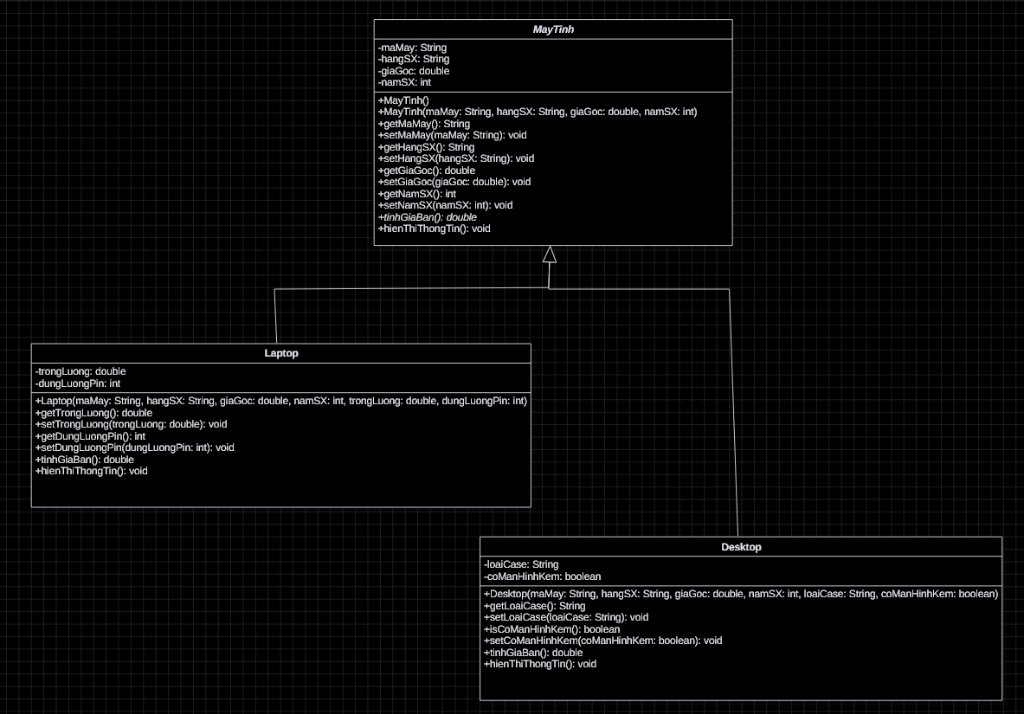 MayTinh
-maMay: String
-hangSX: String
-giaGoc: double
-namSX: int
+MayTinh()
+MayTinh(maMay: String, hangSX: String, giaGoc: double, namSX: int)
+getMaMay(): String
+setMaMay(maMay: String): void
+getHangSX(): String
+setHangSX(hangSX: String): void
+getGiaGoc(): double
+setGiaGoc(giaGoc: double): void
+getNamSX(): int
+setNamSX(namSX: int): void
+tinhGiaBan(): double
+hienThiThongTin(): void
Laptop
-trongLuong: double
-dungLuongPin: int
+Laptop(maMay: String, hangSX: String, giaGoc: double, namSX: int, trongLuong: double, dungLuongPin: int)
+getTrongLuong(): double
+setTrongLuong(trongLuong: double): void
+getDungLuongPin(): int
+setDungLuongPin(dungLuongPin: int): void
+tinhGiaBan(): double
+hienThiThongTin(): void
Desktop
-loaiCase: String
-coManHinhKem: boolean
+Desktop(maMay: String, hangSX: String, giaGoc: double, namSX: int, loaiCase: String, coManHinhKem: boolean)
+getLoaiCase(): String
+setLoaiCase(loaiCase: String): void
+isCoManHinhKem(): boolean
+setCoManHinhKem(coManHinhKem: boolean): void
+tinhGiaBan(): double
+hienThiThongTin(): void